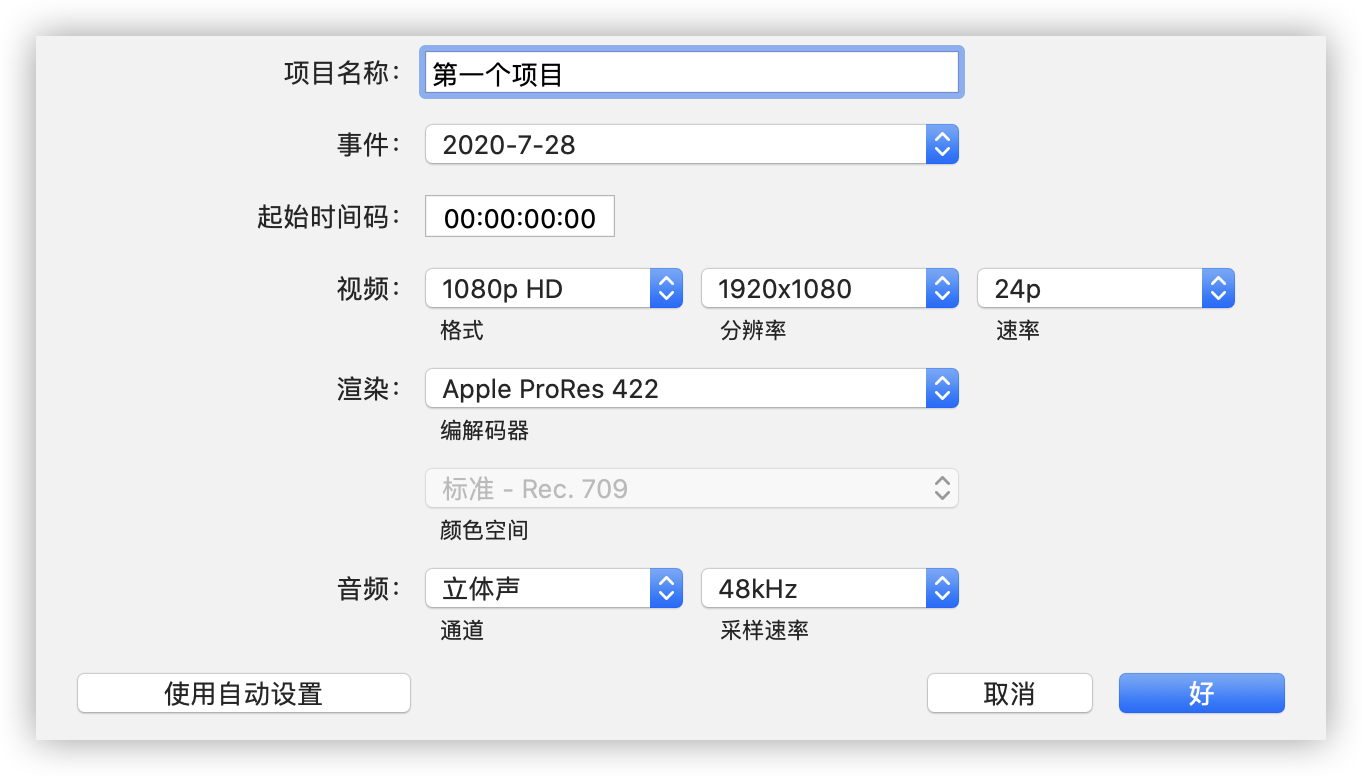 项目名称： 第一个项目
事件： 2020-7-28
起始时间码： 00:00:00:00
视频： 1080p HD 1920x1080 24p
格式 分辨率 速率
渲染： Apple ProRes 422
编解码器
标准 - Rec. 709
颜色空间
音频： 立体声 48kHz
通道 采样速率
使用自动设置 取消 好